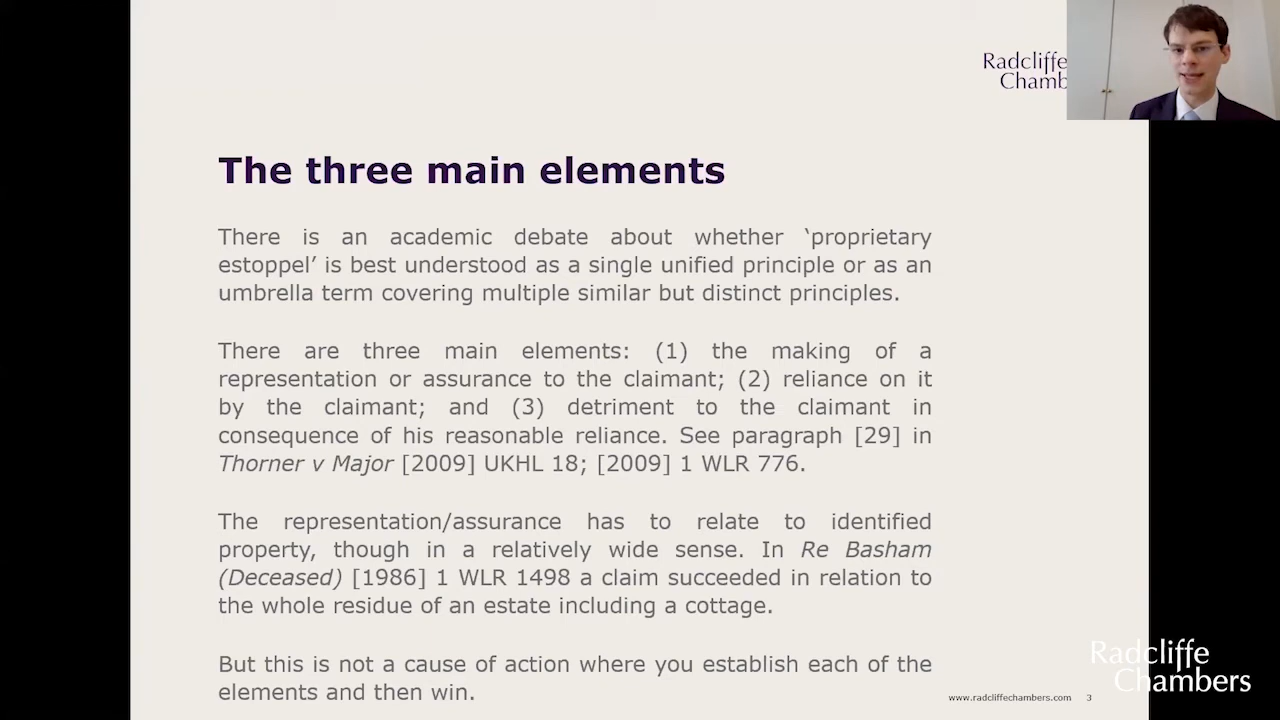 Radcliffe
Chamb
The three main elements
There is an academic debate about whether ‘proprietary
estoppel’ is best understood as a single unified principle or as an
umbrella term covering multiple similar but distinct principles.
There are three main elements: (1) the making of a
representation or assurance to the claimant; (2) reliance on it
by the claimant; and (3) detriment to the claimant in
consequence of his reasonable reliance. See paragraph [29] in
Thorner v Major [2009] UKHL 18; [2009] 1 WLR 776.
The representation/assurance has to relate to identified
property, though in a relatively wide sense. In Re Basham
(Deceased) [1986] 1 WLR 1498 a claim succeeded in relation to
the whole residue of an estate including a cottage.
But this is not a cause of action where you establish each of the
elements and then win.
www.radcliffechambers.com 3
Radcliffe
Chambers